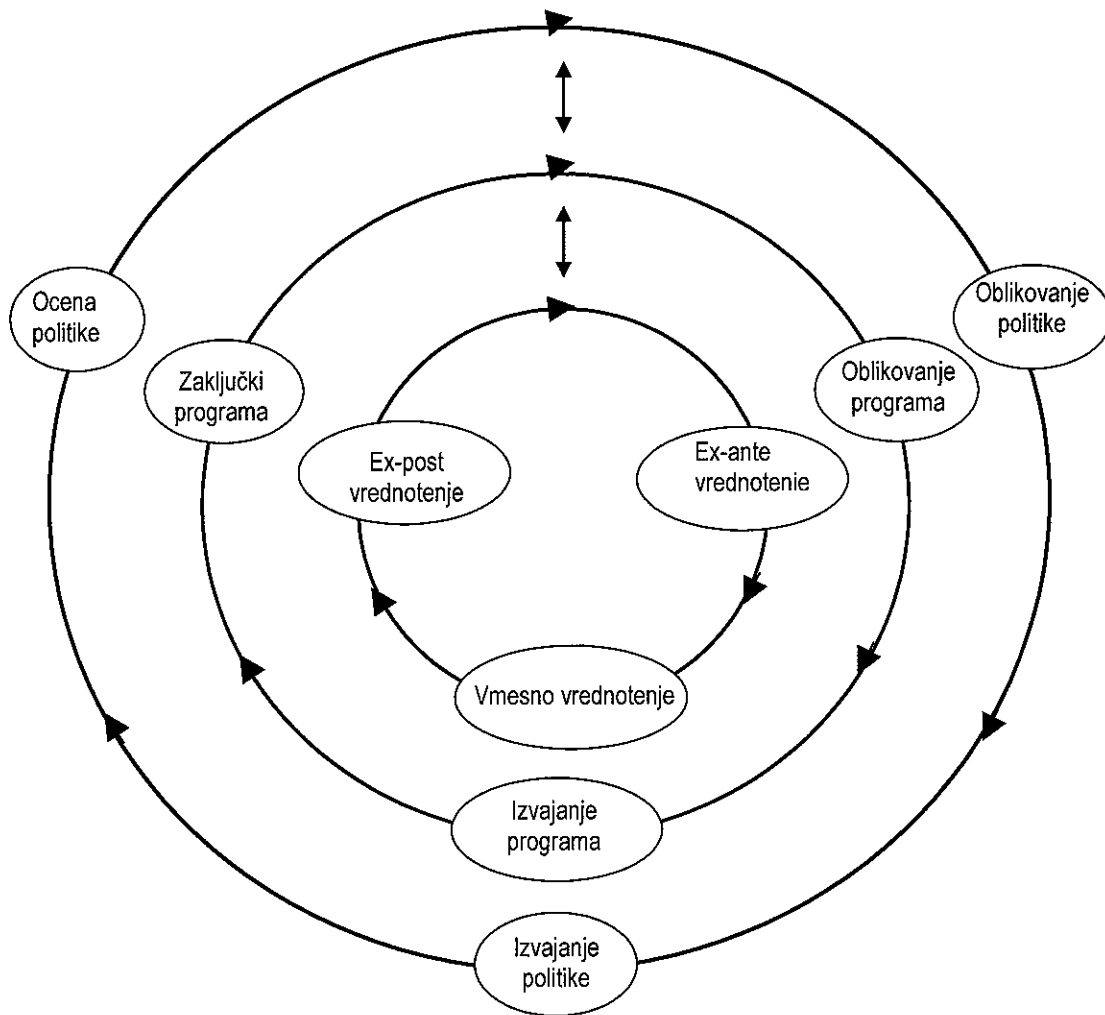 Ocena
politike
Oblikovanje
politike
Zaključki
programa
Oblikovanje
programa
Ex-post
vrednotenje
Ex-ante
vrednotenie
Vmesno vrednotenje
Izvajanje
programa
Izvajanje
politike